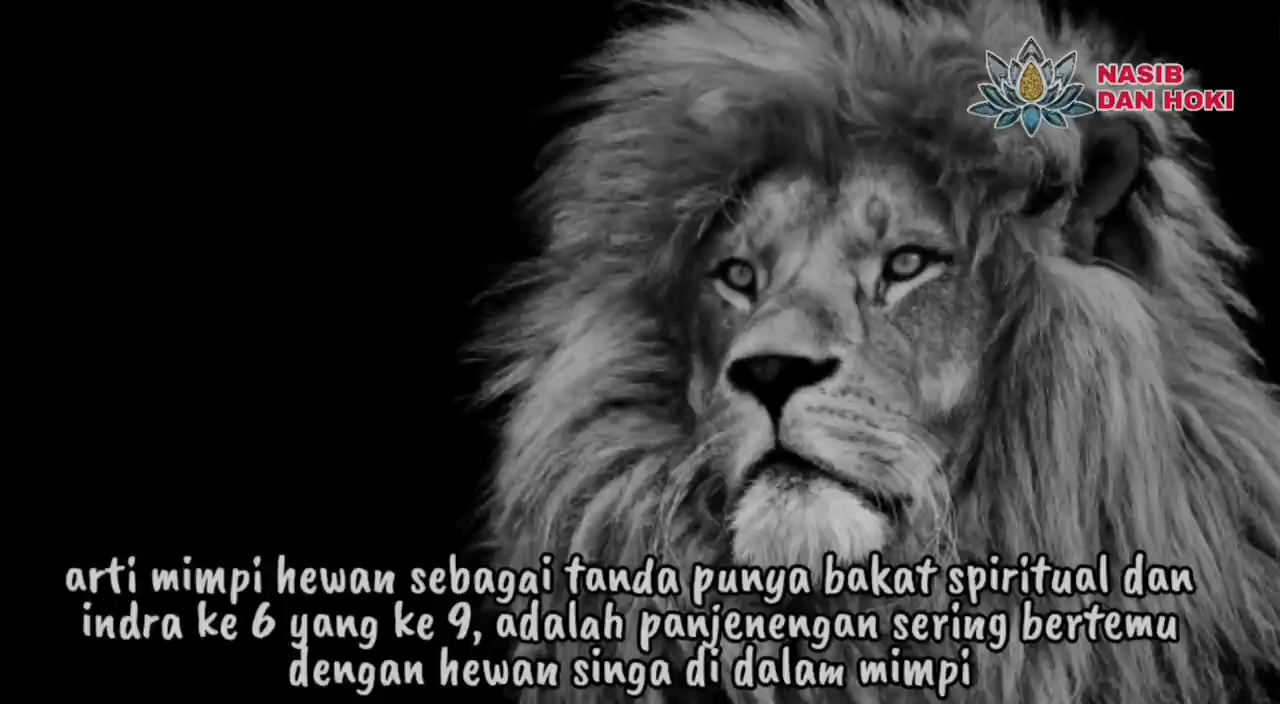 NASIB
DAN HOKI
arti mimpi hewan sebagai tanda punya bakat spiritual dan
indra ke 6 yang ke 9, adalah panjenengan sering bertemu
dengan hewan singa di dalam mimpi